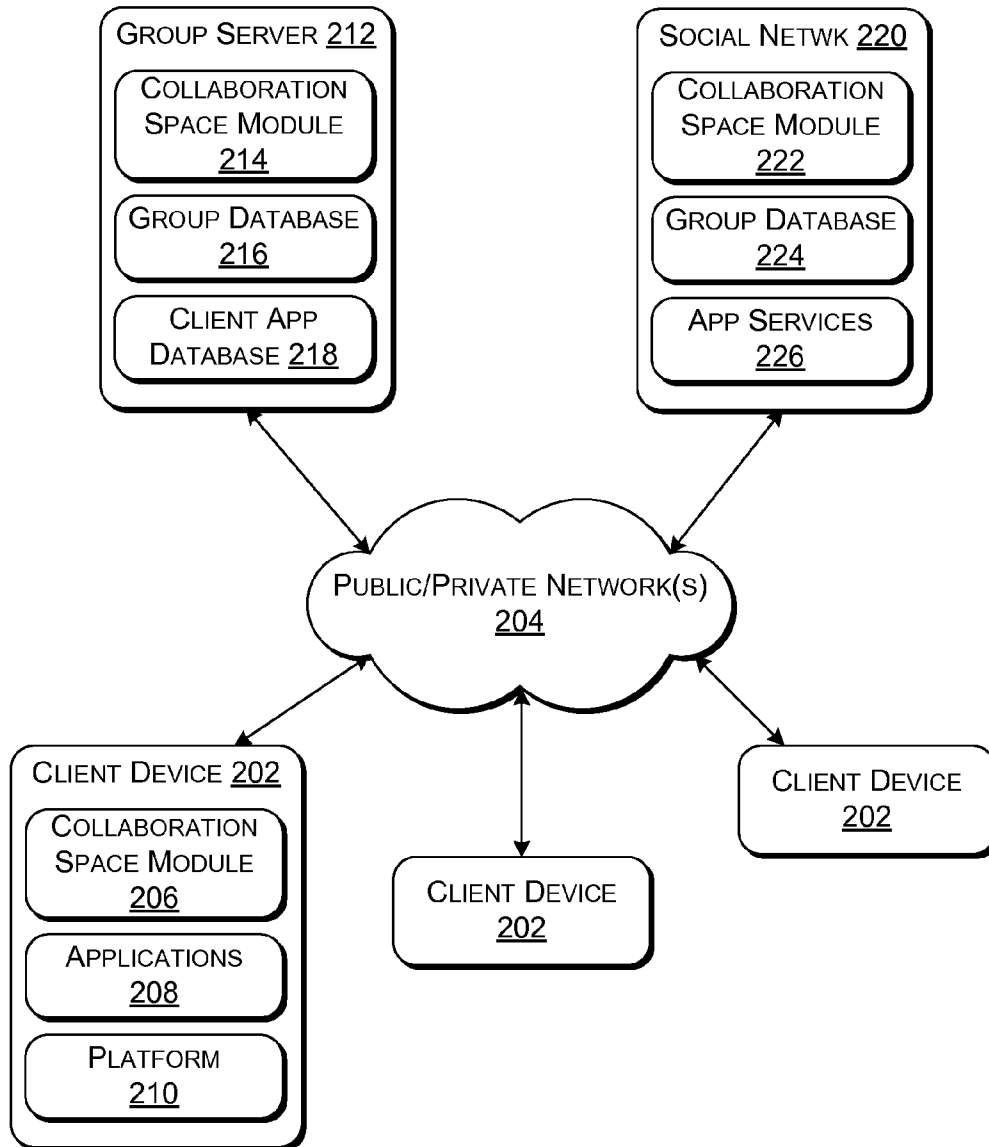 GROUP SERVER 212
COLLABORATION
SPACE MODULE
214
GROUP DATABASE
216
CLIENT APP
DATABASE 218
SOCIAL NETWK 220
COLLABORATION
SPACE MODULE
222
GROUP DATABASE
224
APP SERVICES
226
PUBLIC/PRIVATE NETWORK(S)
204
CLIENT DEVICE 202
COLLABORATION
SPACE MODULE
206
APPLICATIONS
208
PLATFORM
210
CLIENT DEVICE
202
CLIENT DEVICE
202